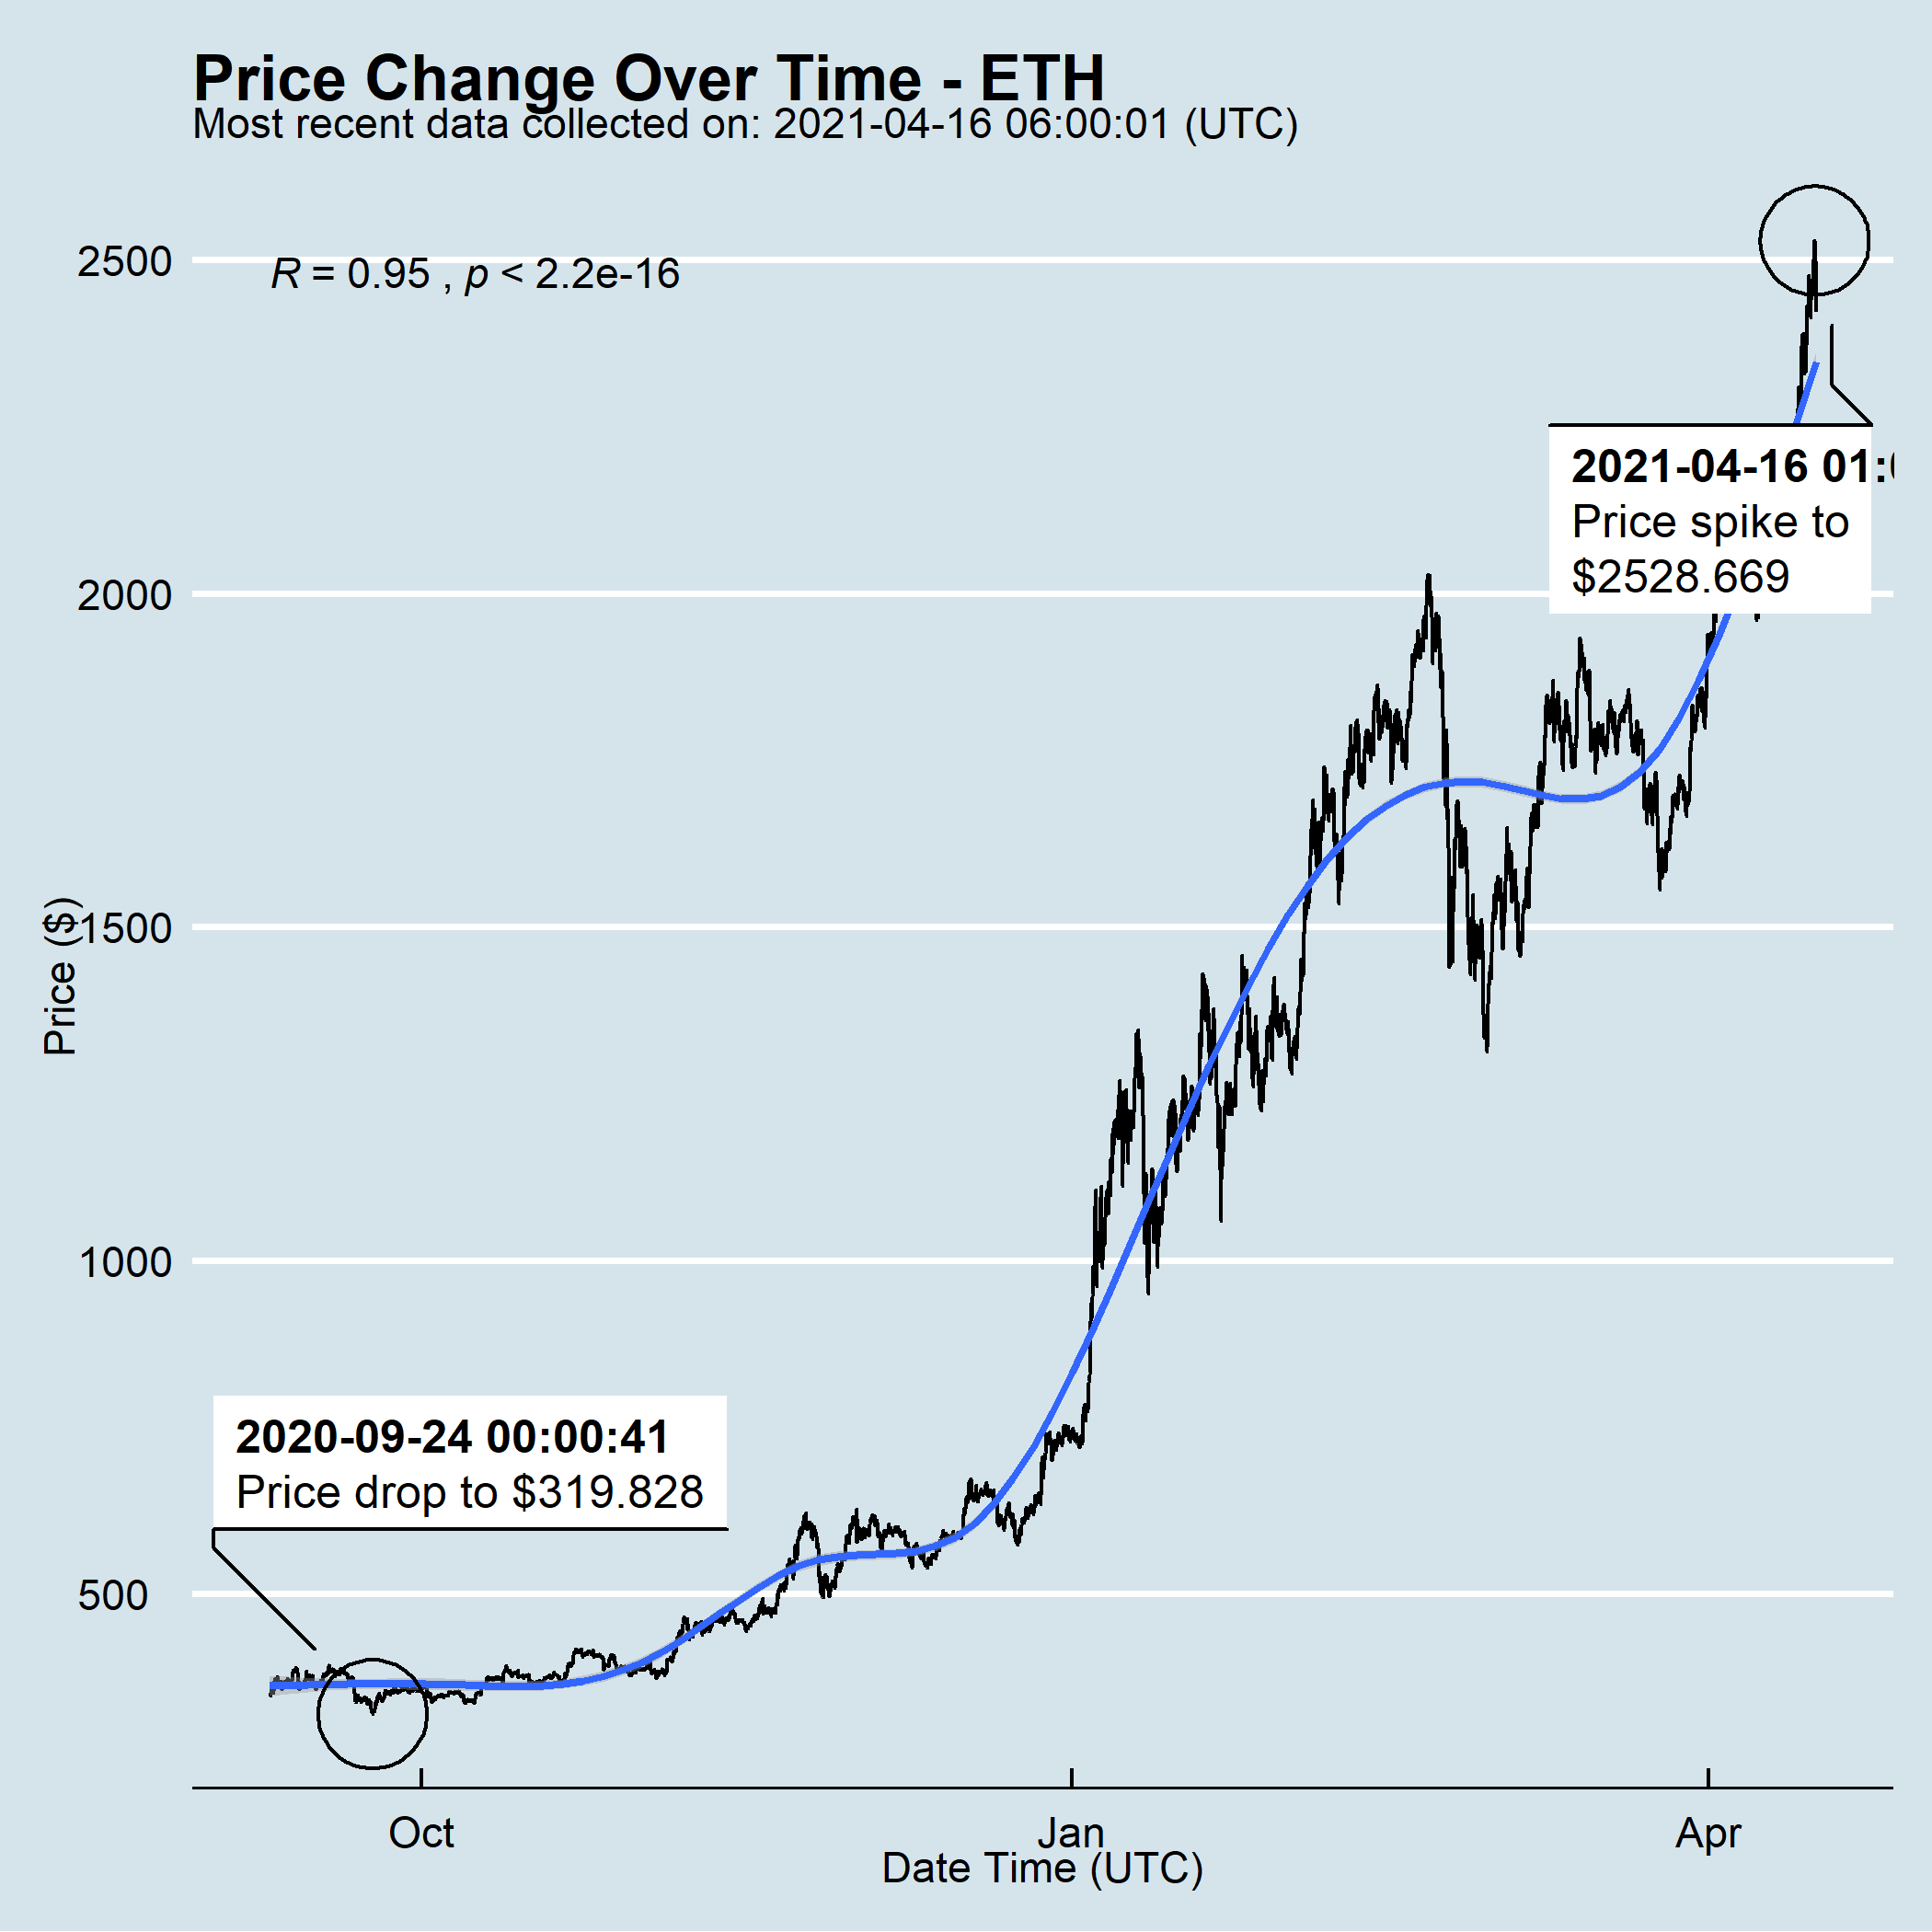 Price Change Over Time - ETH
Most recent data collected on: 2021-04-16 06:00:01 (UTC)
2500
R = 0.95 , p < 2.2e-16
2021-04-16 01:
Price spike to
$2528.669
2000
1500
Price ($)
1000
2020-09-24 00:00:41
Price drop to $319.828
500
Oct
Jan
Apr
Date Time (UTC)